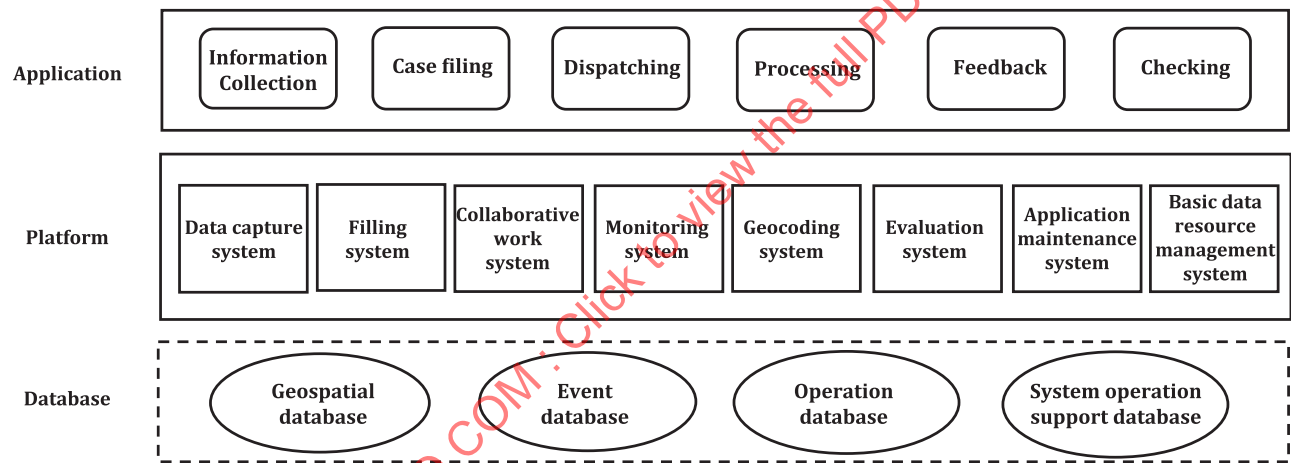 Application
Information
Collection
Case filing
Dispatching
Processing
Feedback
Checking
Platform
Data capture
system
Filling
system
Collaborative
work
system
Monitoring
system
Geocoding
system
Evaluation
system
Application
maintenance
system
Basic data
resource
management
system
Database
Geospatial
database
Event
database
Operation
database
System operation
support database
COM : Click to view the full PD